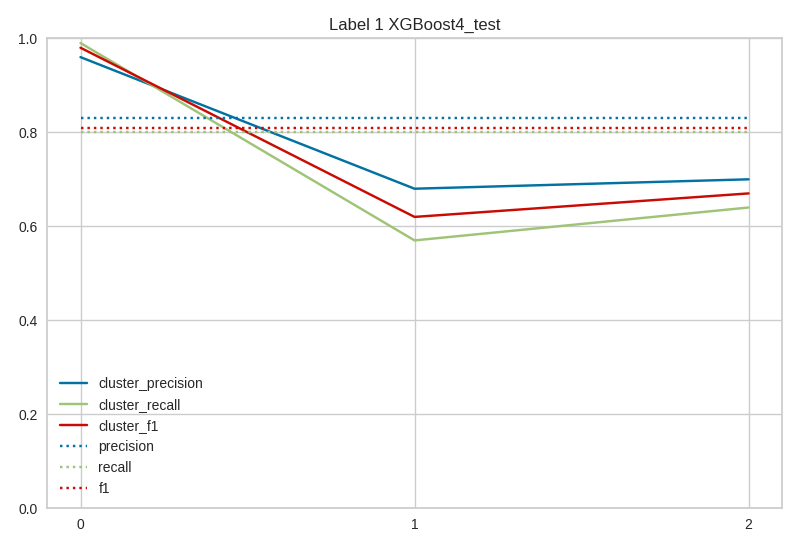 Label 1 XGBoost4_test
1.0
0.8
0.6
0.4
0.2
0.0
cluster_precision
cluster_recall
cluster_f1
precision
recall
f1
0 1 2